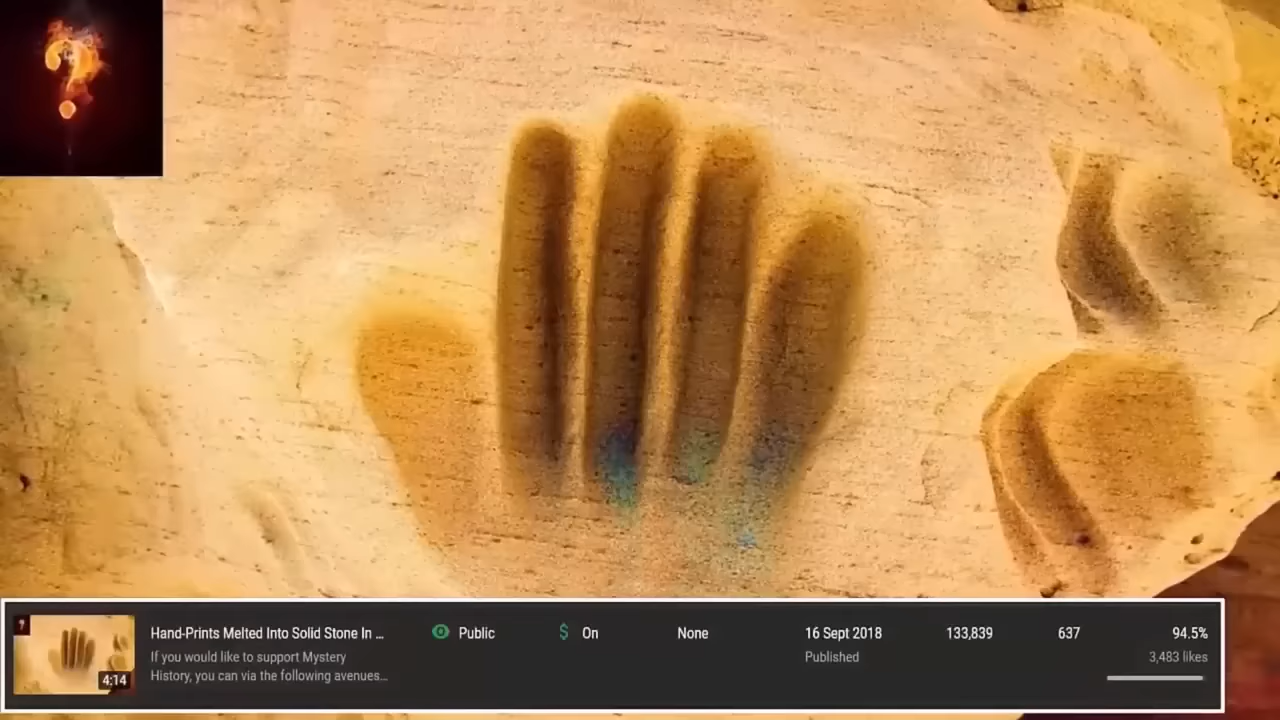 ?
Hand-Prints Melted Into Solid Stone In ...
Public
$ On
None
16 Sept 2018
133,839
637
94.5%
If you would like to support Mystery
Published
3,483 likes
History, you can via the following avenues...
4:14